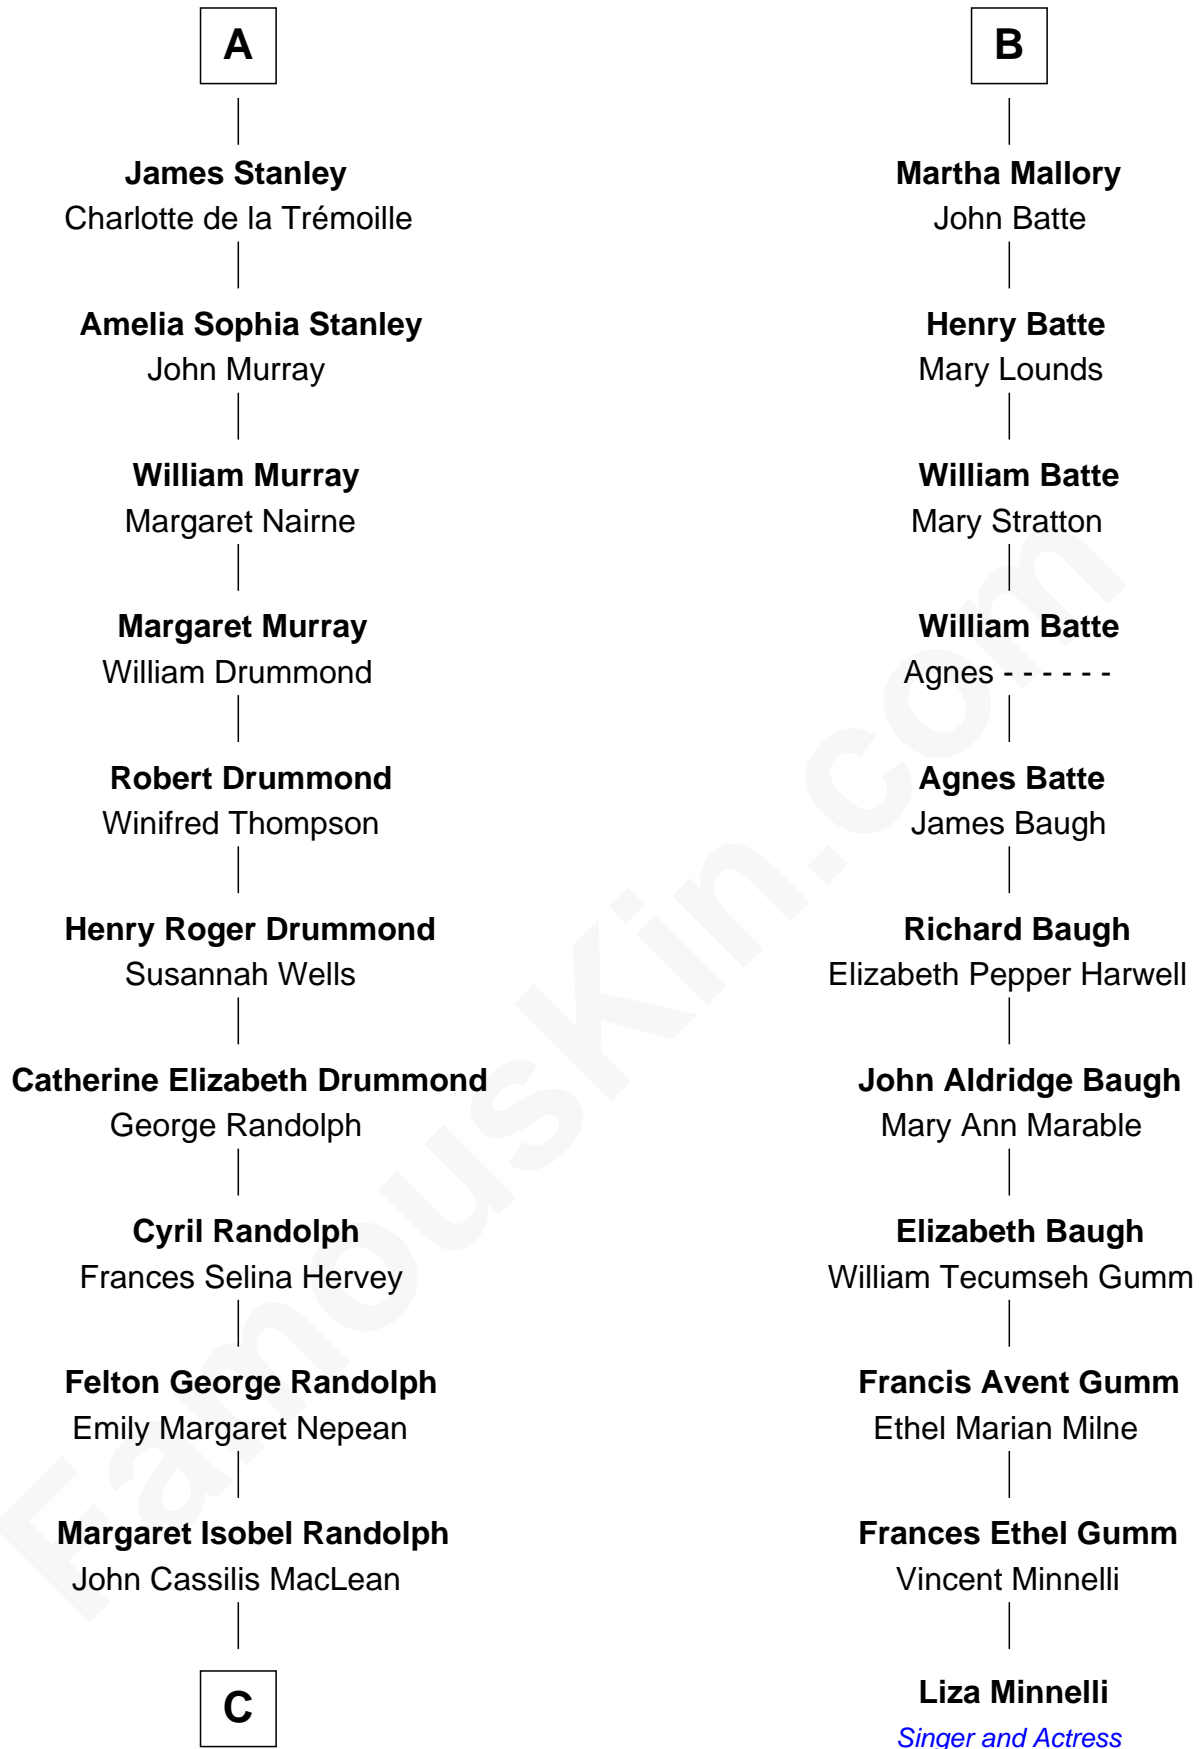 A
James Stanley
Charlotte de la Trémoille
Amelia Sophia Stanley
John Murray
William Murray
Margaret Nairne
Margaret Murray
William Drummond
Robert Drummond
Winifred Thompson
Henry Roger Drummond
Susannah Wells
Catherine Elizabeth Drummond
George Randolph
Cyril Randolph
Frances Selina Hervey
Felton George Randolph
Emily Margaret Nepean
Margaret Isobel Randolph
John Cassilis MacLean
C
B
Martha Mallory
John Batte
Henry Batte
Mary Lounds
William Batte
Mary Stratton
William Batte
Agnes - - - - - -
Agnes Batte
James Baugh
Richard Baugh
Elizabeth Pepper Harwell
John Aldridge Baugh
Mary Ann Marable
Elizabeth Baugh
William Tecumseh Gumm
Francis Avent Gumm
Ethel Marian Milne
Frances Ethel Gumm
Vincent Minnelli
Liza Minnelli
Singer and Actress
FamousKin.com